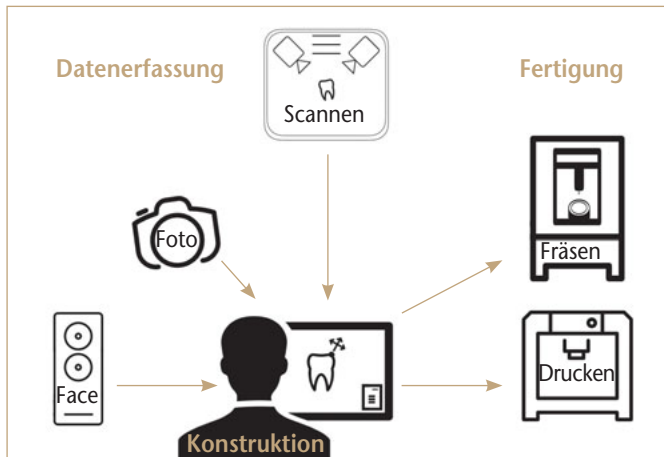 Datenerfassung
Fertigung
Scannen
Foto
Fräsen
Face
Drucken
Konstruktion